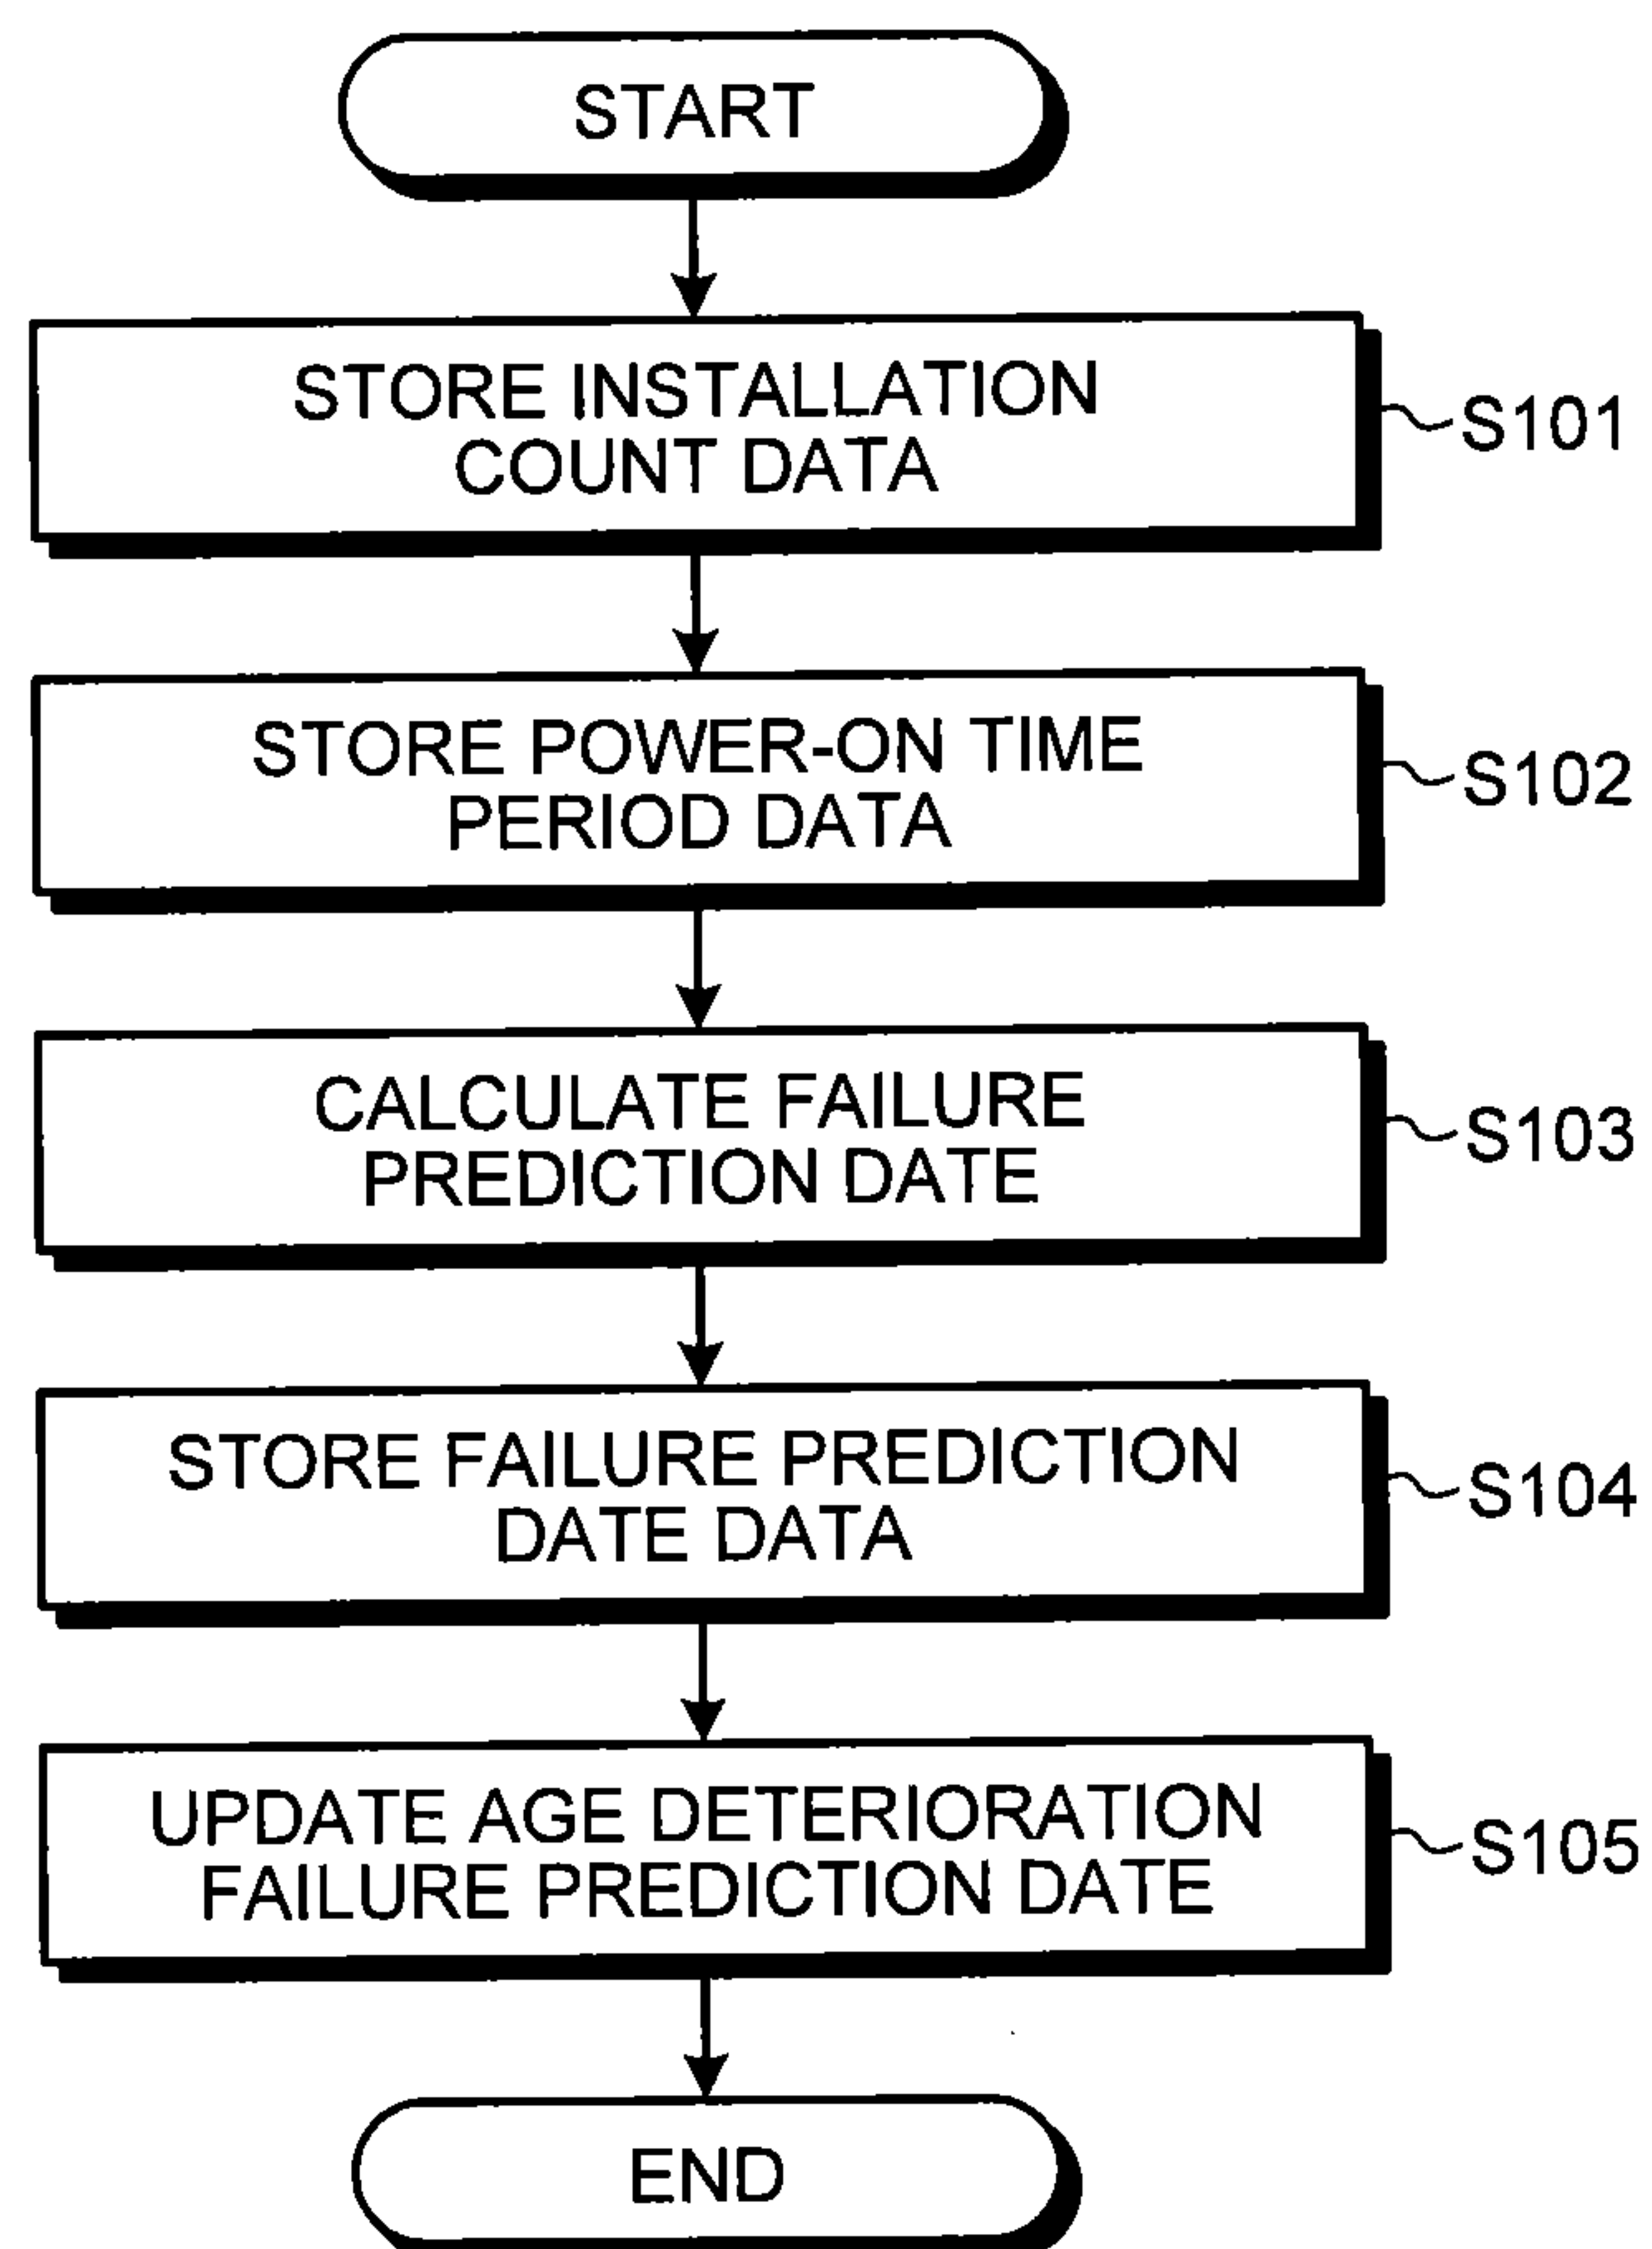 START
STORE INSTALLATION
COUNT DATA
S101
STORE POWER-ON TIME
PERIOD DATA
S102
CALCULATE FAILURE
PREDICTION DATE
S103
STORE FAILURE PREDICTION
DATE DATA
S104
UPDATE AGE DETERIORATION
FAILURE PREDICTION DATE
S105
END